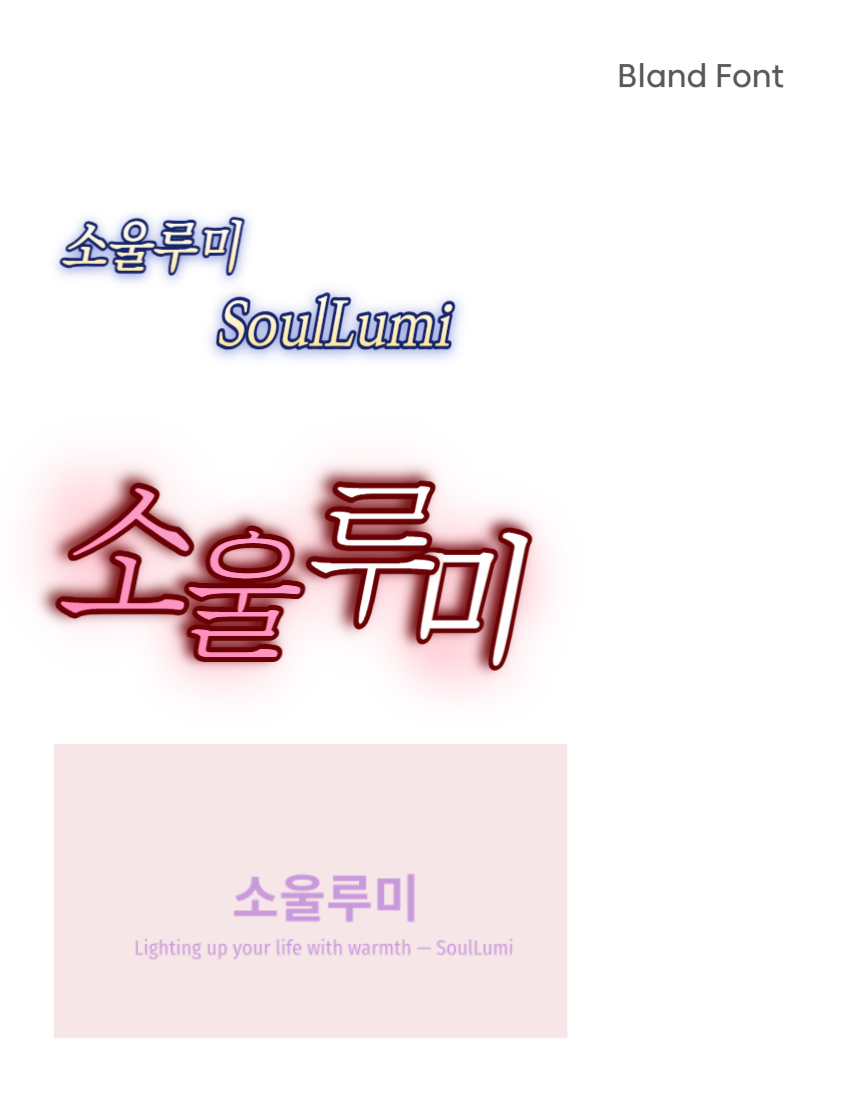 Bland Font
소울루미
SoulLumi
소울루미
소울루미
Lighting up your life with warmth — SoulLumi